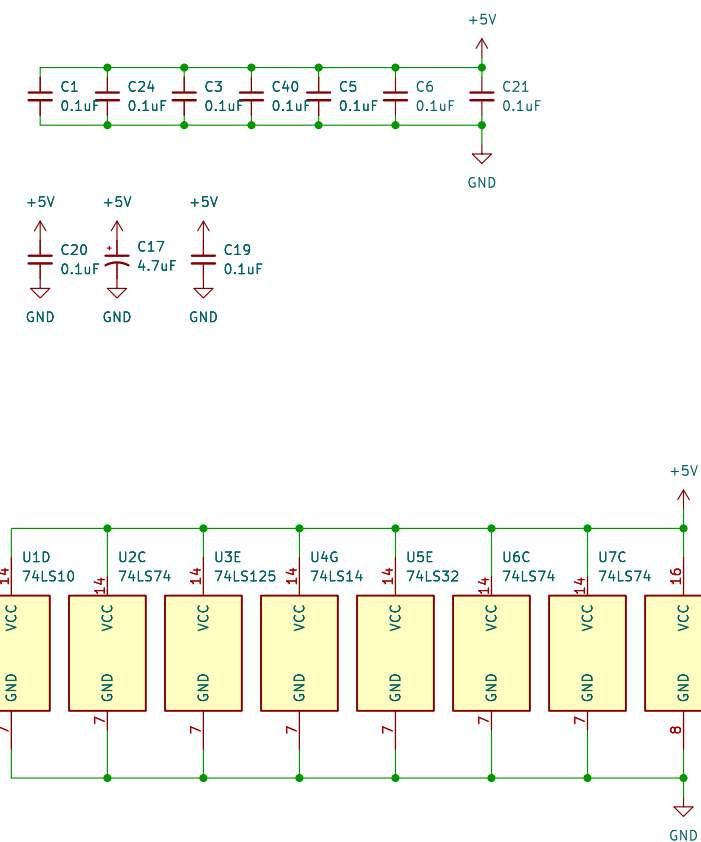 +5V
C1 C24 C3 C40 C5 C6 C21
0.1uF 0.1uF 0.1uF 0.1uF 0.1uF 0.1uF 0.1uF
GND
+5V +5V +5V
C20 + C17 C19
0.1uF 4.7uF 0.1uF
GND GND GND
+5V
U1D U2C U3E U4G U5E U6C U7C
14 74LS10 14 74LS74 14 74LS125 14 74LS14 14 74LS32 14 74LS74 14 74LS74 16
VCC VCC VCC VCC VCC VCC VCC VCC
GND GND GND GND GND GND GND GND
7 7 7 7 7 7 7 8
GND